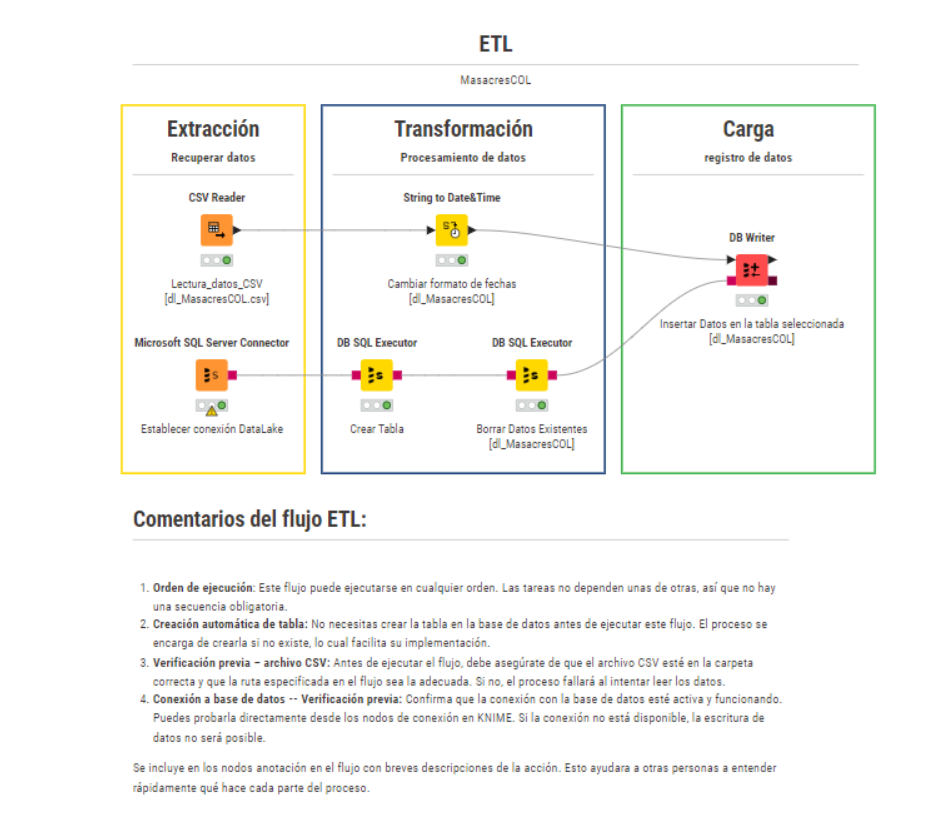 ETL
MasacresCOL
Extracción
Recuperar datos
CSV Reader
Lectura_datos_CSV
[dl_MasacresCOL.csv]
Microsoft SQL Server Connector
S
Establecer conexión DataLake
Transformación
Procesamiento de datos
String to Date&Time
S
Cambiar formato de fechas
[dl_MasacresCOL]
DB SQL Executor
S
Crear Tabla
DB SQL Executor
S
Borrar Datos Existentes
[dl_MasacresCOL]
Carga
registro de datos
DB Writer
Insertar Datos en la tabla seleccionada
[dl_MasacresCOL]
Comentarios del flujo ETL:
1. Orden de ejecución: Este flujo puede ejecutarse en cualquier orden. Las tareas no dependen unas de otras, así que no hay
una secuencia obligatoria.
2. Creación automática de tabla: No necesitas crear la tabla en la base de datos antes de ejecutar este flujo. El proceso se
encarga de crearla si no existe, lo cual facilita su implementación.
3. Verificación previa – archivo CSV: Antes de ejecutar el flujo, debe asegúrate de que el archivo CSV esté en la carpeta
correcta y que la ruta especificada en el flujo sea la adecuada. Si no, el proceso fallará al intentar leer los datos.
4. Conexión a base de datos -- Verificación previa: Confirma que la conexión con la base de datos esté activa y funcionando.
Puedes probarla directamente desde los nodos de conexión en KNIME. Si la conexión no está disponible, la escritura de
datos no será posible.
Se incluye en los nodos anotación en el flujo con breves descripciones de la acción. Esto ayudara a otras personas a entender
rápidamente qué hace cada parte del proceso.